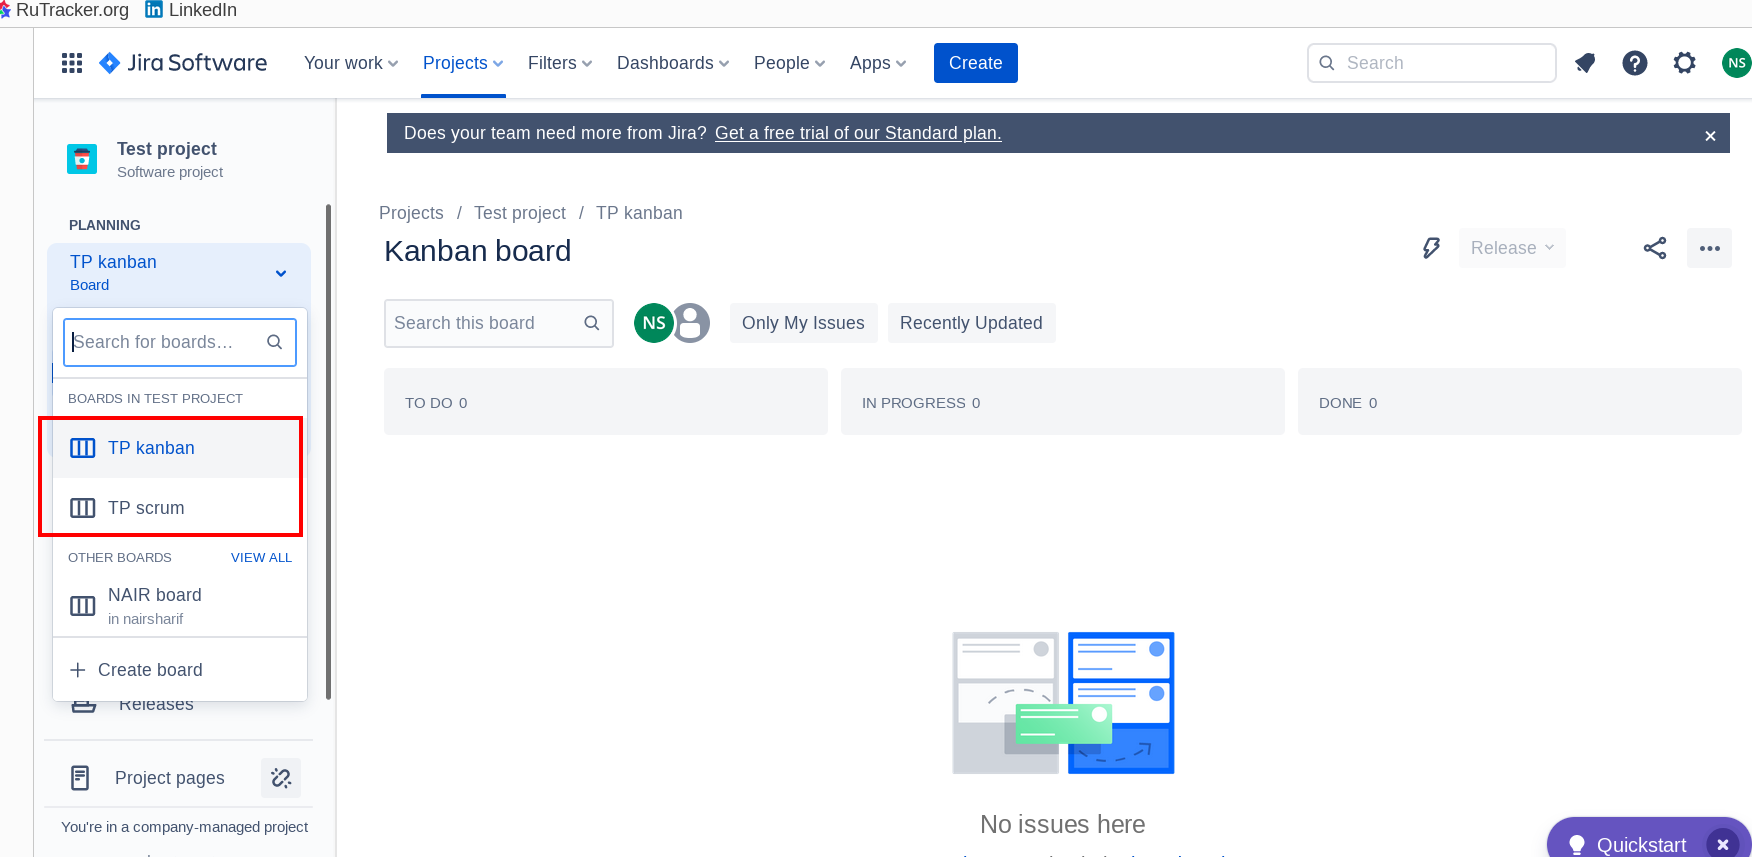 RuTracker.org LinkedIn
Jira Software Your work Projects Filters Dashboards People Apps Create Search NS
Does your team need more from Jira? Get a free trial of our Standard plan.
Test project
Software project
PLANNING
TP kanban
Board
Search for boards…
BOARDS IN TEST PROJECT
TP kanban
TP scrum
OTHER BOARDS VIEW ALL
NAIR board
in nairsharif
Create board
Releases
Project pages
You're in a company-managed project
Projects / Test project / TP kanban
Kanban board
Release
Search this board NS Only My Issues Recently Updated
TO DO 0 IN PROGRESS 0 DONE 0
No issues here
Quickstart